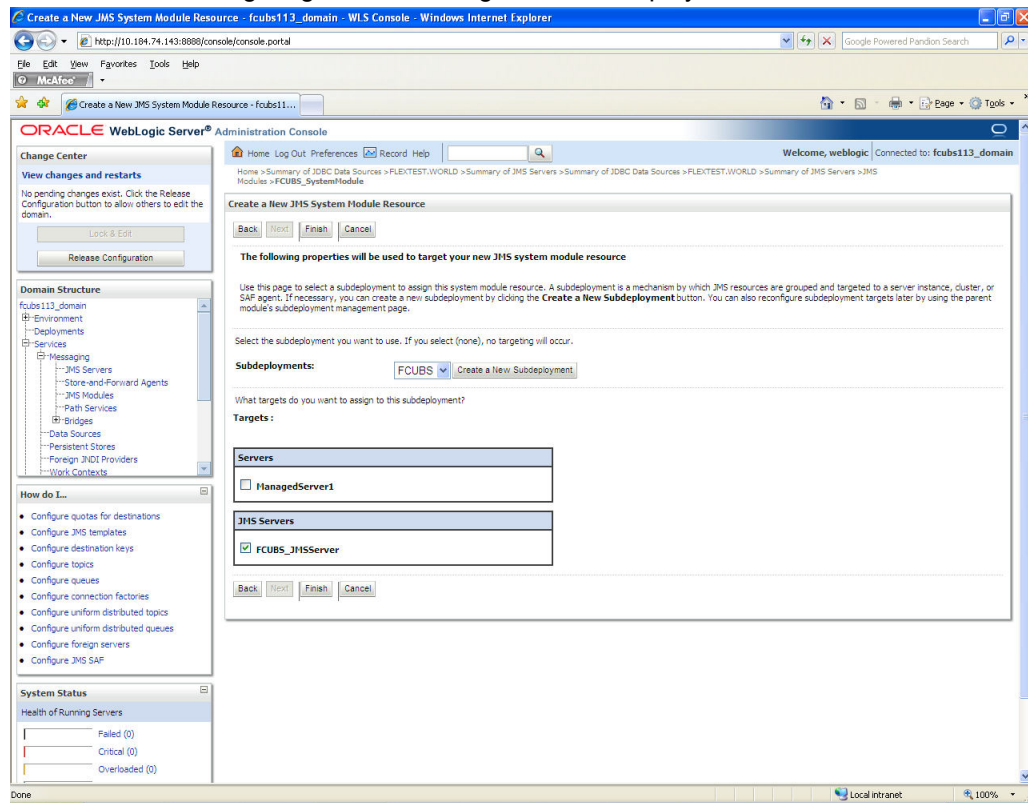 Create a New JMS System Module Resource - fcubs113_domain - WLS Console - Windows Internet Explorer
http://10.184.74.143:8888/console/console.portal
Google Powered Pandion Search
File Edit View Favorites Tools Help
McAfee
Create a New JMS System Module Resource - fcubs11...
Page Tools
ORACLE WebLogic Server® Administration Console
Change Center
View changes and restarts
No pending changes exist. Click the Release
Configuration button to allow others to edit the
domain.
Lock & Edit
Release Configuration
Domain Structure
fcubs113_domain
Environment
Deployments
Services
Messaging
JMS Servers
Store-and-Forward Agents
JMS Modules
Path Services
Bridges
Data Sources
Persistent Stores
Foreign JNDI Providers
Work Contexts
How do I...
Configure quotas for destinations
Configure JMS templates
Configure destination keys
Configure topics
Configure queues
Configure connection factories
Configure uniform distributed topics
Configure uniform distributed queues
Configure foreign servers
Configure JMS SAF
System Status
Health of Running Servers
Failed (0)
Critical (0)
Overloaded (0)
Home Log Out Preferences Record Help
Welcome, weblogic Connected to: fcubs113_domain
Home >Summary of JDBC Data Sources >FLEXTEST.WORLD >Summary of JMS Servers >Summary of JDBC Data Sources >FLEXTEST.WORLD >Summary of JMS Servers >JMS
Modules >FCUBS_SystemModule
Create a New JMS System Module Resource
Back Next Finish Cancel
The following properties will be used to target your new JMS system module resource
Use this page to select a subdeployment to assign this system module resource. A subdeployment is a mechanism by which JMS resources are grouped and targeted to a server instance, cluster, or
SAF agent. If necessary, you can create a new subdeployment by clicking the Create a New Subdeployment button. You can also reconfigure subdeployment targets later by using the parent
module's subdeployment management page.
Select the subdeployment you want to use. If you select (none), no targeting will occur.
Subdeployments: FCUBS Create a New Subdeployment
What targets do you want to assign to this subdeployment?
Targets :
Servers
ManagedServer1
JMS Servers
FCUBS_JMSServer
Back Next Finish Cancel
Done
Local intranet
100%